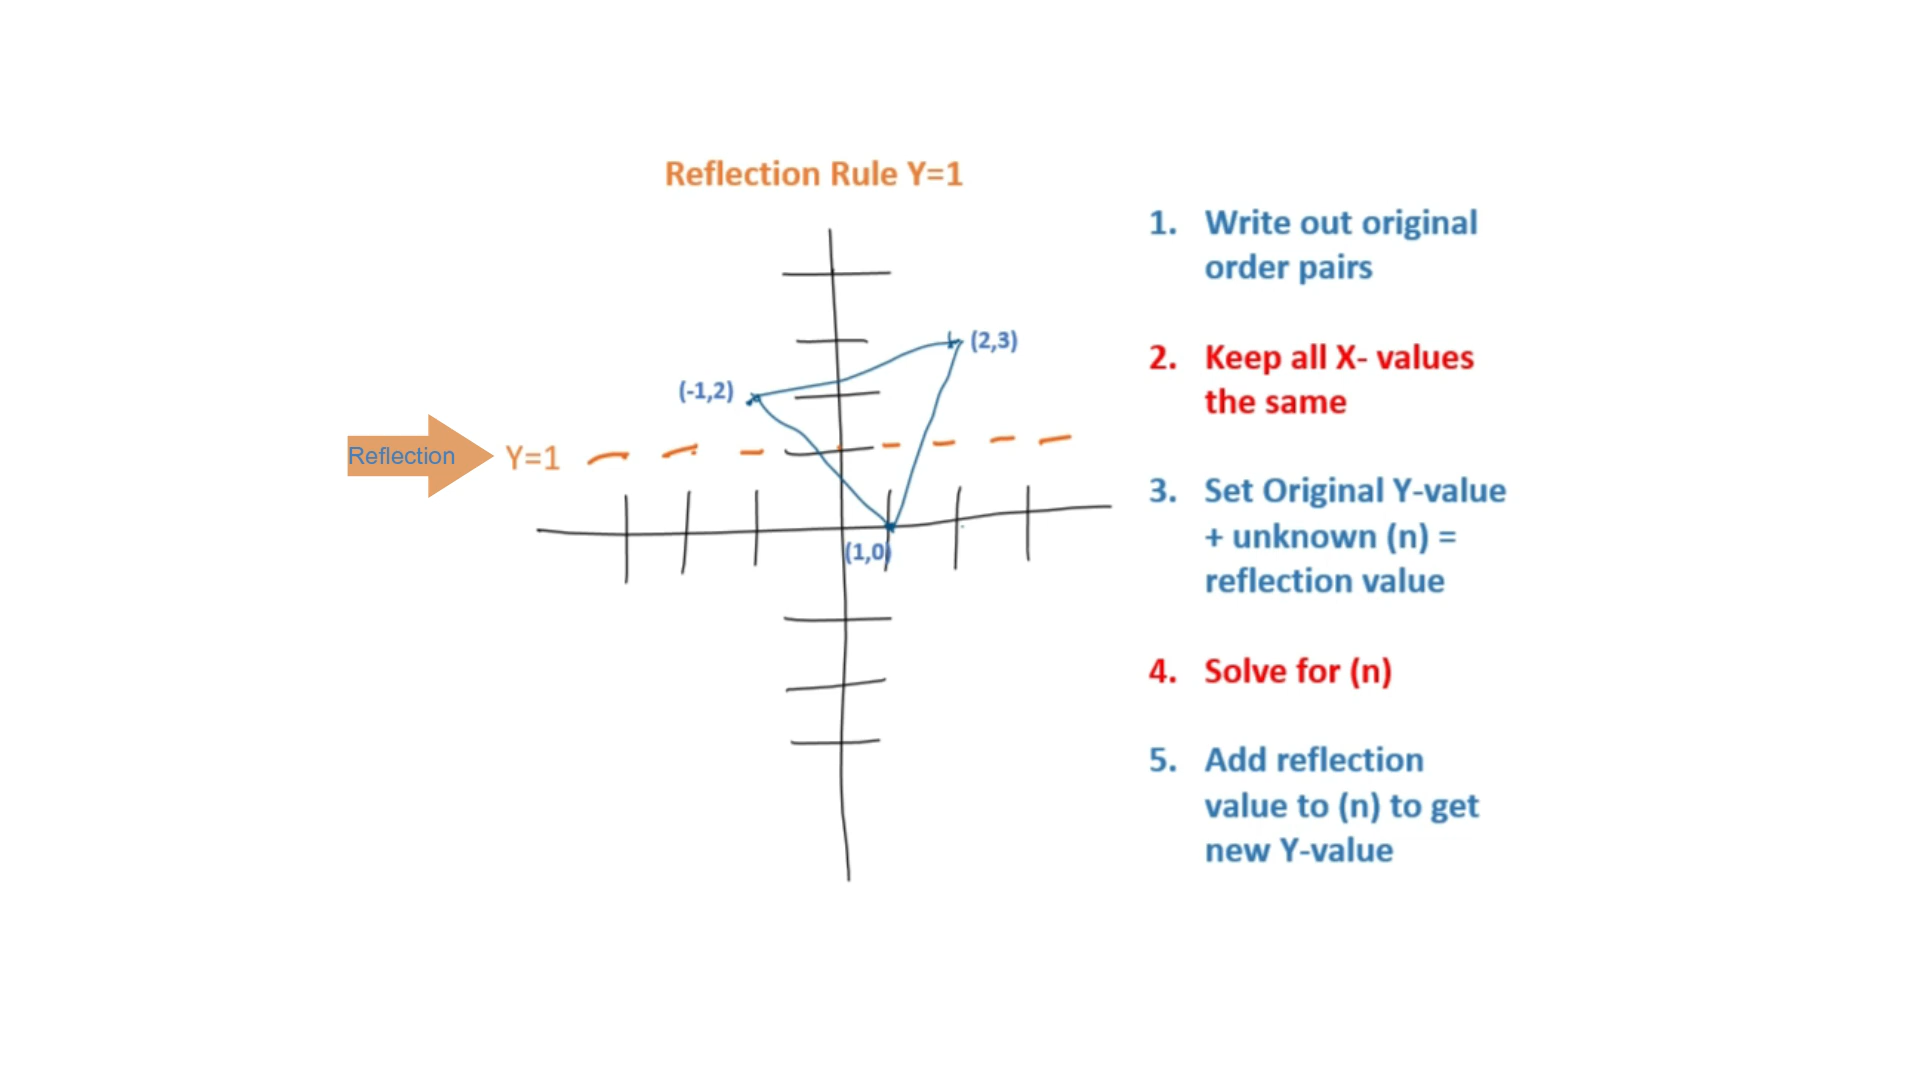 Reflection Rule Y=1
(2,3)
(-1,2)
Reflection
Y=1
(1,0)
1. Write out original
order pairs
2. Keep all X- values
the same
3. Set Original Y-value
+ unknown (n) =
reflection value
4. Solve for (n)
5. Add reflection
value to (n) to get
new Y-value